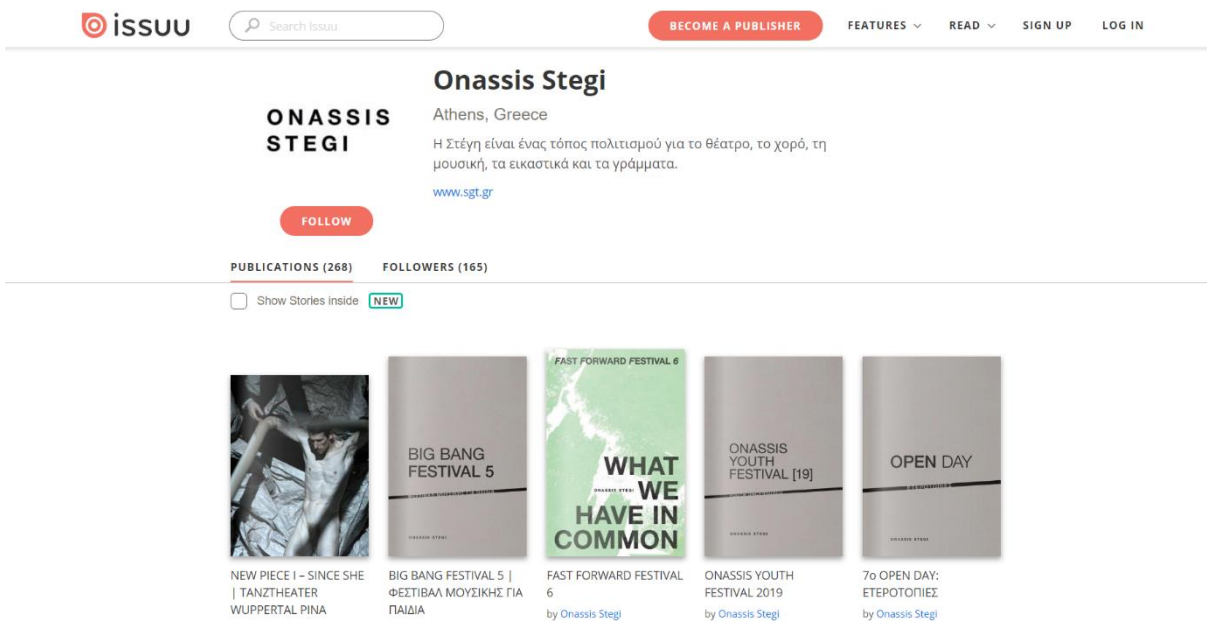 issuu
Search Issuu
BECOME A PUBLISHER
FEATURES
READ
SIGN UP
LOG IN
ONASSIS
STEGI
FOLLOW
Onassis Stegi
Athens, Greece
Η Στέγη είναι ένας τόπος πολιτισμού για το θέατρο, το χορό, τη
μουσική, τα εικαστικά και τα γράμματα.
www.sgt.gr
PUBLICATIONS (268)
FOLLOWERS (165)
Show Stories inside NEW
BIG BANG
FESTIVAL 5
ΦΕΣΤΙΒΑΛ ΜΟΥΣΙΚΗΣ ΓΙΑ ΠΑΙΔΙΑ
ONASSIS STEGI
FAST FORWARD FESTIVAL 6
WHAT
ONASSIS STEGI WE
HAVE IN
COMMON
ONASSIS
YOUTH
FESTIVAL [19]
ONASSIS STEGI
OPEN DAY
ΕΤΕΡΟΤΟΠΙΕΣ
ONASSIS STEGI
NEW PIECE I – SINCE SHE
| TANZTHEATER
WUPPERTAL PINA
BIG BANG FESTIVAL 5 |
ΦΕΣΤΙΒΑΛ ΜΟΥΣΙΚΗΣ ΓΙΑ
ΠΑΙΔΙΑ
FAST FORWARD FESTIVAL
6
by Onassis Stegi
ONASSIS YOUTH
FESTIVAL 2019
by Onassis Stegi
7ο OPEN DAY:
ΕΤΕΡΟΤΟΠΙΕΣ
by Onassis Stegi